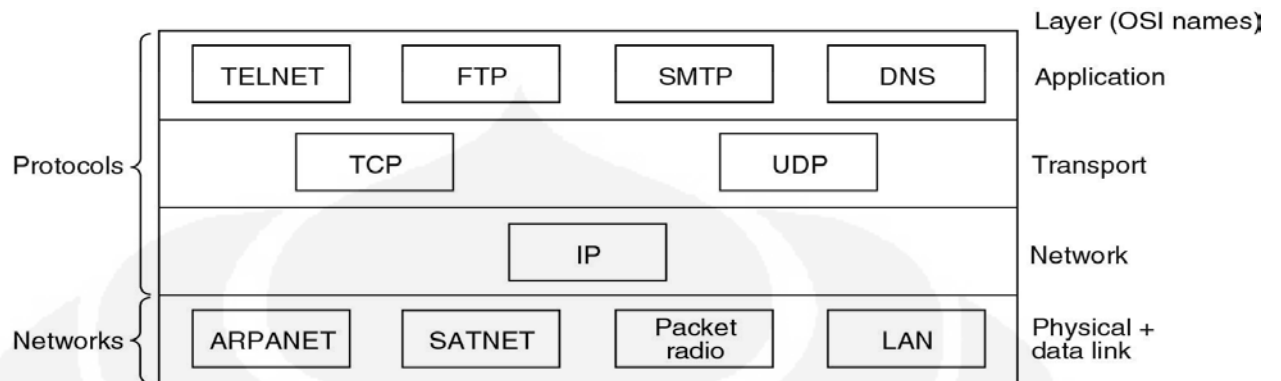 Layer (OSI names)
TELNET FTP SMTP DNS Application
Protocols TCP UDP Transport
IP Network
Networks ARPANET SATNET Packet radio LAN Physical + data link